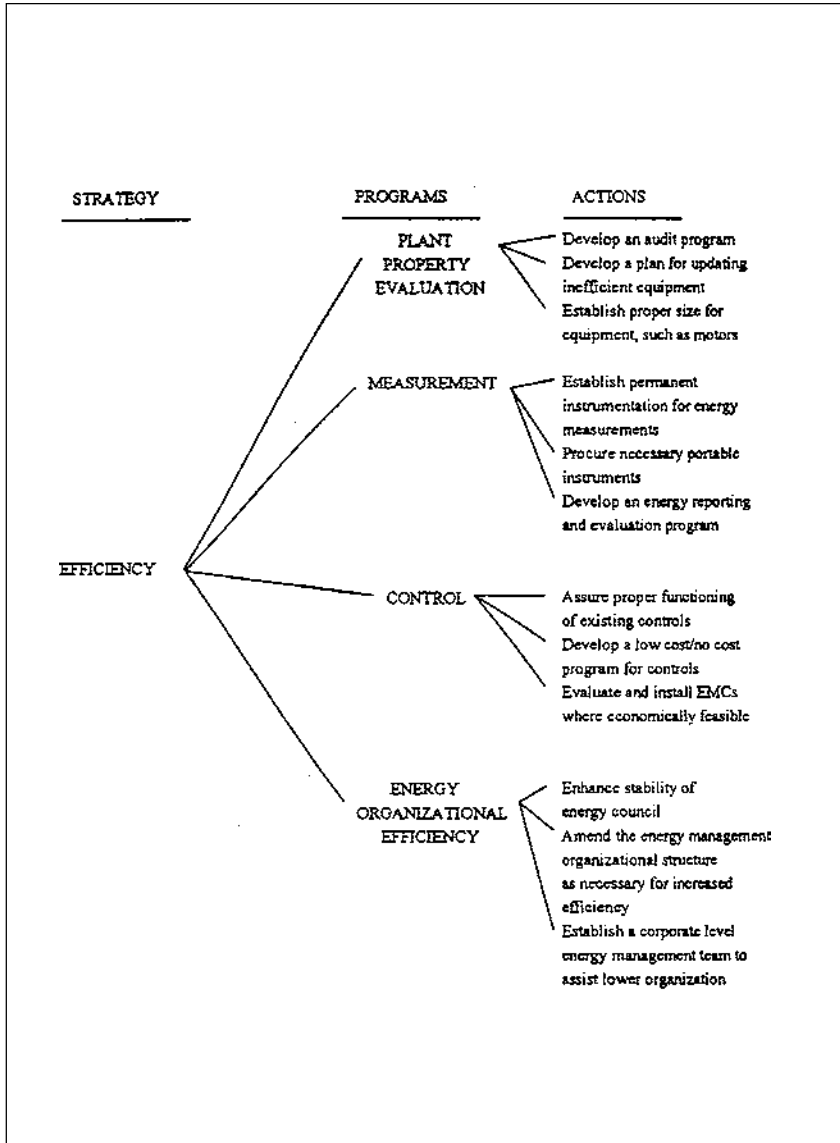 STRATEGY
PROGRAMS
ACTIONS
PLANT
PROPERTY
EVALUATION
Develop an audit program
Develop a plan for updating
inefficient equipment
Establish proper size for
equipment, such as motors
MEASUREMENT
Establish permanent
instrumentation for energy
measurements
Procure necessary portable
instruments
Develop an energy reporting
and evaluation program
EFFICIENCY
CONTROL
Assure proper functioning
of existing controls
Develop a low cost/no cost
program for controls
Evaluate and install EMCs
where economically feasible
ENERGY
ORGANIZATIONAL
EFFICIENCY
Enhance stability of
energy council
Amend the energy management
organizational structure
as necessary for increased
efficiency
Establish a corporate level
energy management team to
assist lower organization